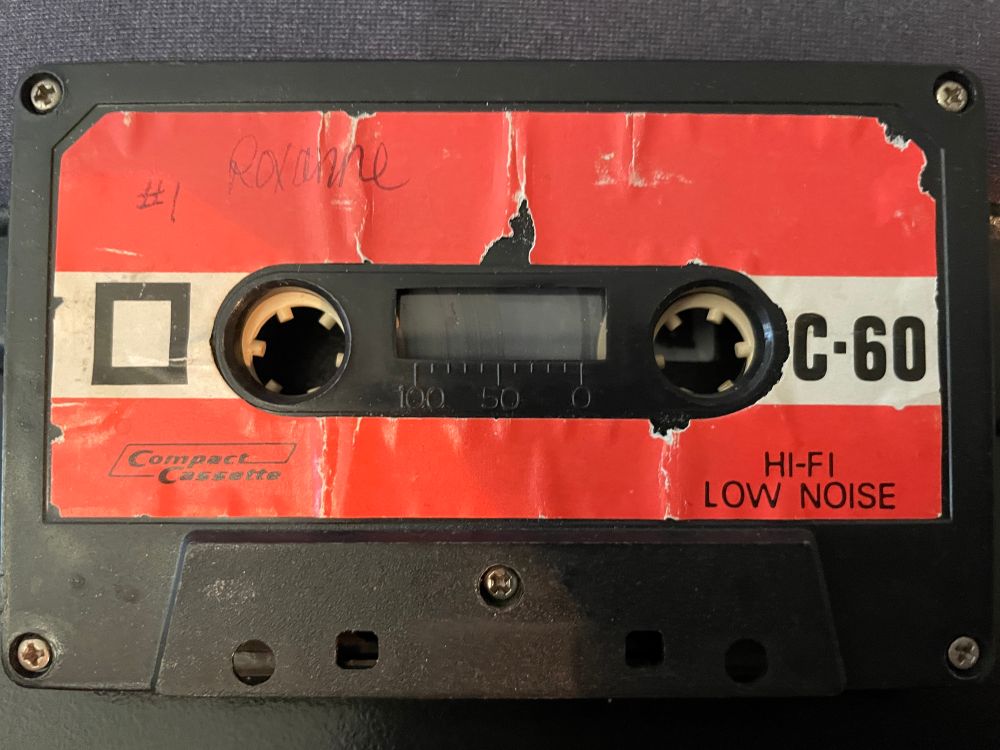 Roxanne
#1
C-60
100 50 0
Compact
Cassette
HI-FI
LOW NOISE